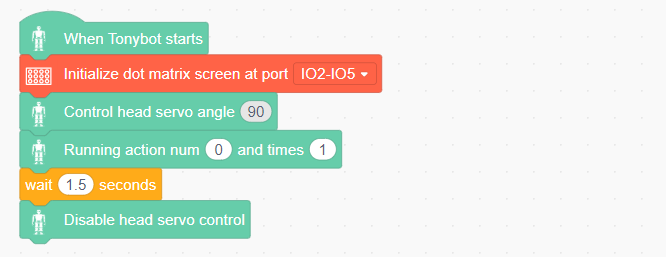 When Tonybot starts
Initialize dot matrix screen at port IO2-IO5
Control head servo angle 90
Running action num 0 and times 1
wait 1.5 seconds
Disable head servo control